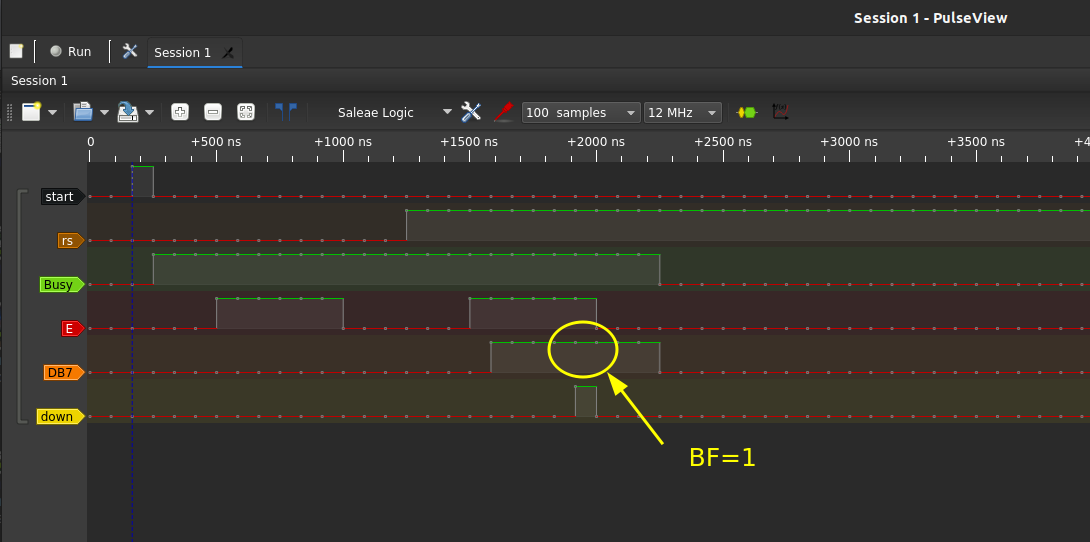 Session 1 - PulseView
Run
Session 1
Session 1
Saleae Logic
100 samples
12 MHz
0 +500 ns +1000 ns +1500 ns +2000 ns +2500 ns +3000 ns +3500 ns +4
start
rs
Busy
E
DB7
down
BF=1